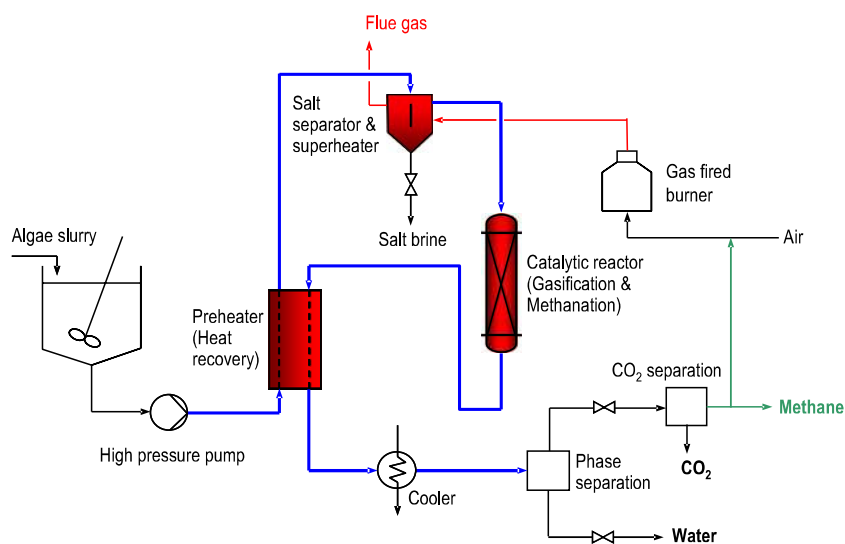 Flue gas
Salt
separator &
superheater
Gas fired
burner
Salt brine
Air
Algae slurry
Catalytic reactor
(Gasification &
Methanation)
Preheater
(Heat
recovery)
CO₂ separation
Methane
High pressure pump
CO₂
Phase
separation
Cooler
Water